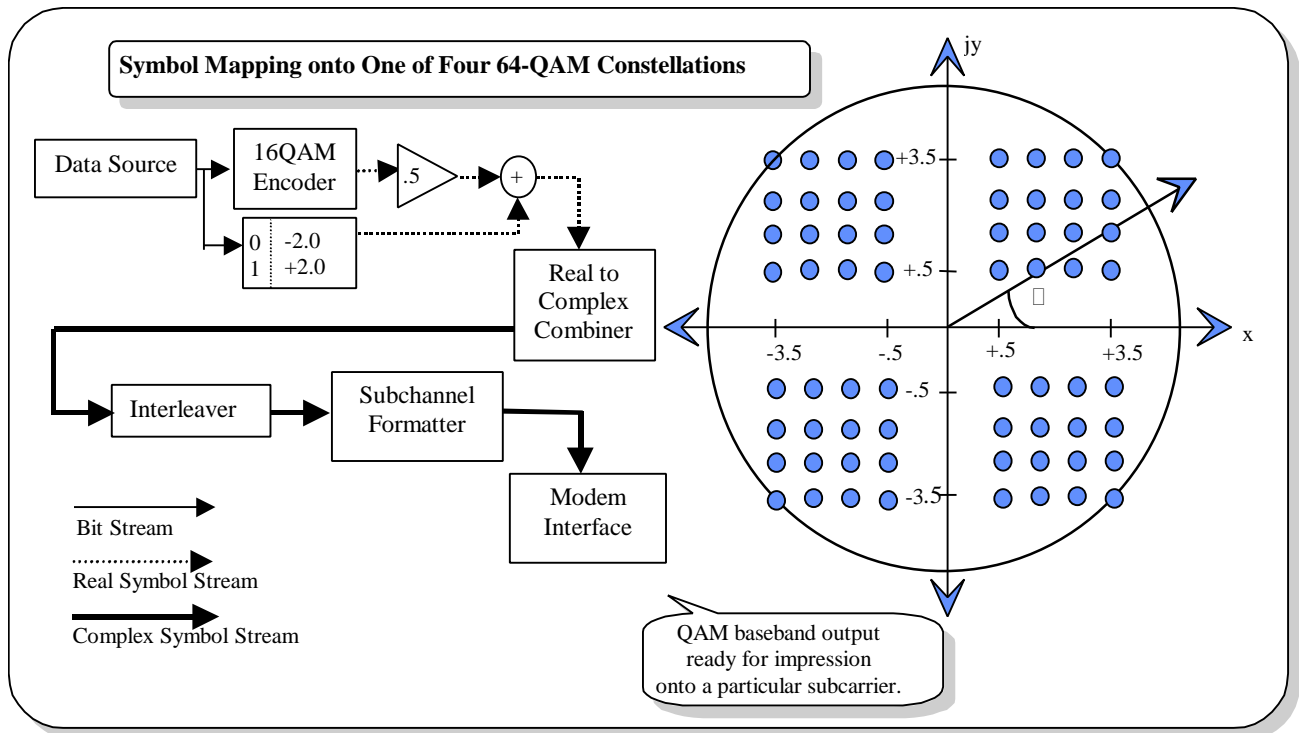 Symbol Mapping onto One of Four 64-QAM Constellations
Data Source
16QAM
Encoder
.5
+
0 -2.0
1 +2.0
Real to
Complex
Combiner
Interleaver
Subchannel
Formatter
Modem
Interface
Bit Stream
Real Symbol Stream
Complex Symbol Stream
jy
+3.5
+.5
x
-3.5
-.5
+.5
+3.5
-.5
-3.5
QAM baseband output
ready for impression
onto a particular subcarrier.